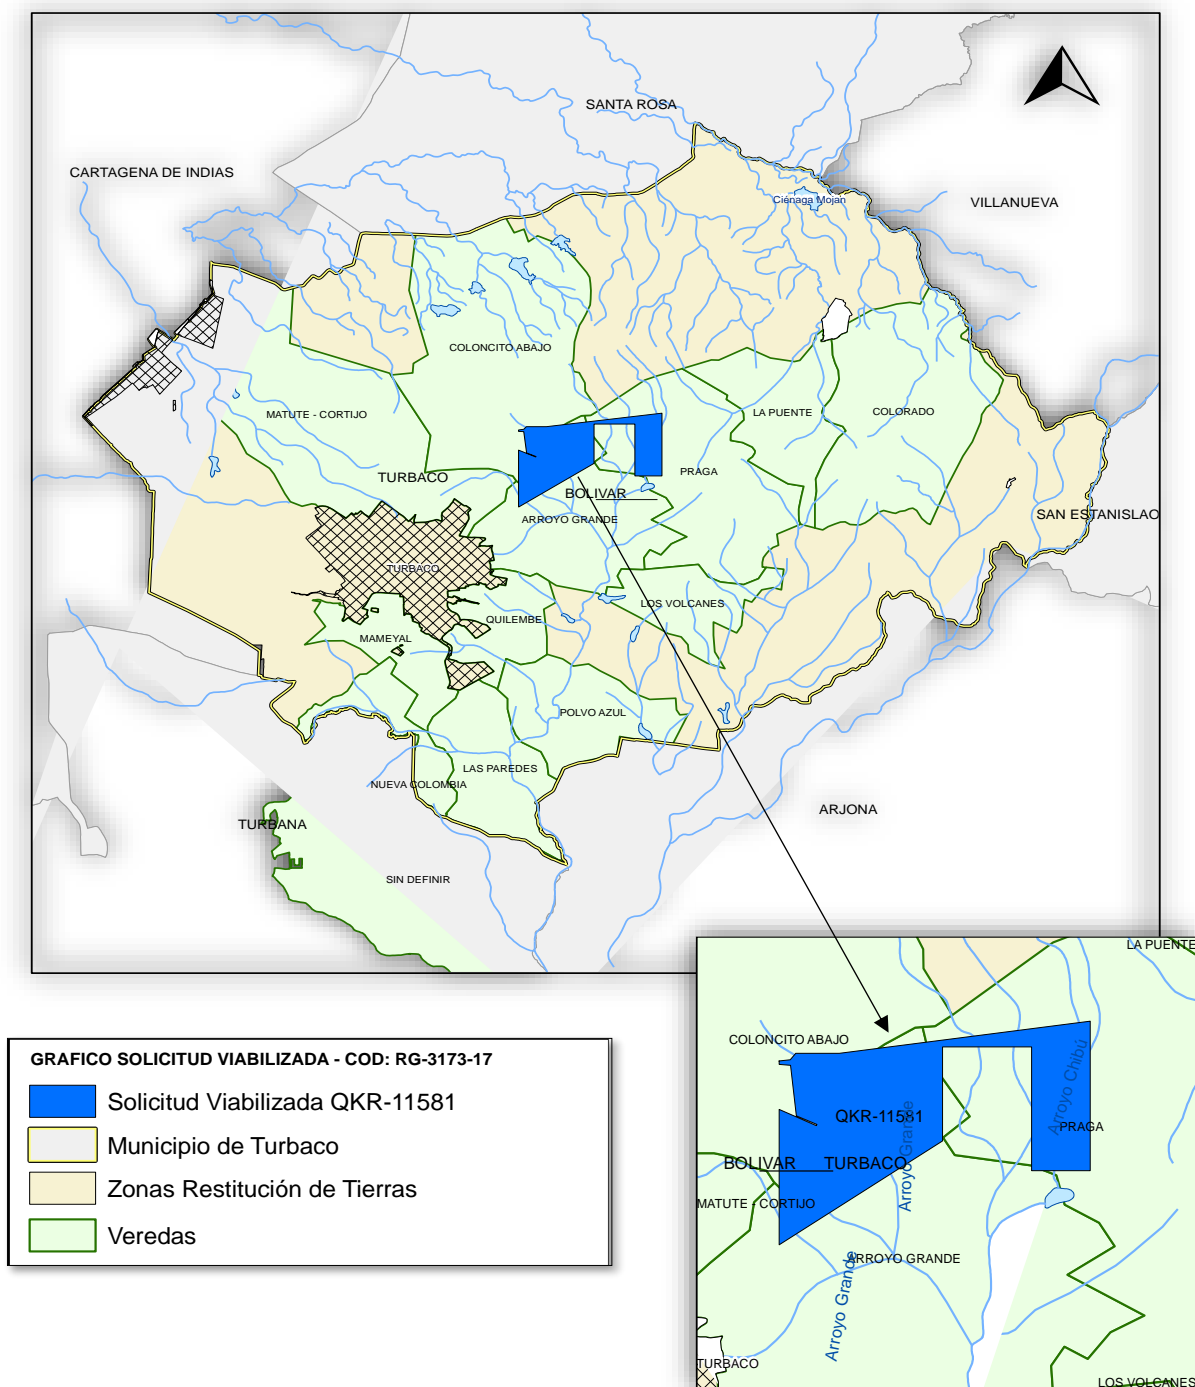 SANTA ROSA
CARTAGENA DE INDIAS
Ciénaga Mojan
VILLANUEVA
COLONCITO ABAJO
MATUTE - CORTIJO
LA PUENTE
COLORADO
TURBACO
PRAGA
BOLIVAR
ARROYO GRANDE
SAN ESTANISLAO
TURBACO
LOS VOLCANES
QUILEMBE
MAMEYAL
POLVO AZUL
LAS PAREDES
NUEVA COLOMBIA
ARJONA
TURBANA
SIN DEFINIR
LA PUENTE
COLONCITO ABAJO
Arroyo Chibú
QKR-11581
Arroyo Grande
PRAGA
BOLIVAR
TURBACO
MATUTE - CORTIJO
ARROYO GRANDE
Arroyo Grande
TURBACO
LOS VOLCANES
GRAFICO SOLICITUD VIABILIZADA - COD: RG-3173-17
Solicitud Viabilizada QKR-11581
Municipio de Turbaco
Zonas Restitución de Tierras
Veredas